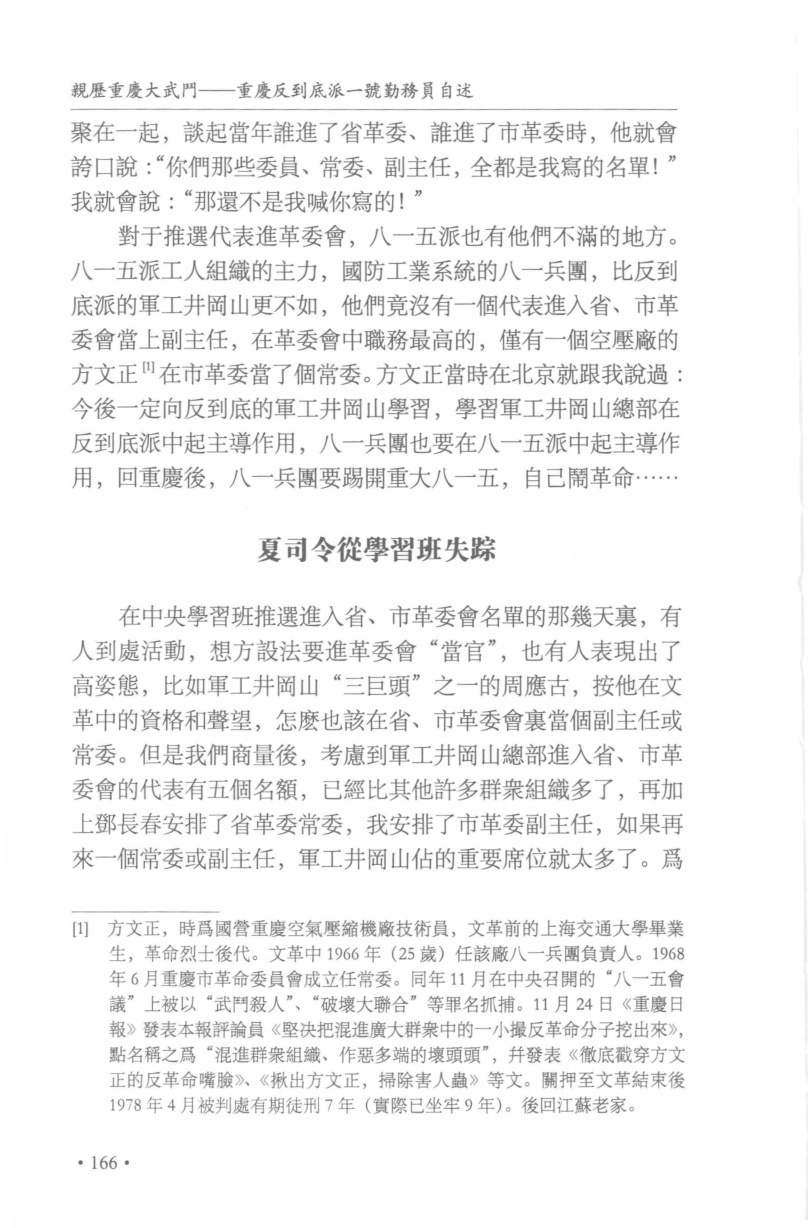 親歷重慶大武鬥——重慶反到底派一號勤務員自述
聚在一起，談起當年誰進了省革委、誰進了市革委時，他就會
誇口說：“你們那些委員、常委、副主任，全都是我寫的名單！”
我就會說：“那還不是我喊你寫的！”
對于推選代表進革委會，八一五派也有他們不滿的地方。
八一五派工人組織的主力，國防工業系統的八一兵團，比反到
底派的軍工井岡山更不如，他們竟沒有一個代表進入省、市革
委會當上副主任，在革委會中職務最高的，僅有一個空壓廠的
方文正[1]在市革委當了個常委。方文正當時在北京就跟我說過：
今後一定向反到底的軍工井岡山學習，學習軍工井岡山總部在
反到底派中起主導作用，八一兵團也要在八一五派中起主導作
用，回重慶後，八一兵團要踢開重大八一五，自己鬧革命……
夏司令從學習班失踪
在中央學習班推選進入省、市革委會名單的那幾天裏，有
人到處活動，想方設法要進革委會“當官”，也有人表現出了
高姿態，比如軍工井岡山“三巨頭”之一的周應古，按他在文
革中的資格和聲望，怎麽也該在省、市革委會裏當個副主任或
常委。但是我們商量後，考慮到軍工井岡山總部進入省、市革
委會的代表有五個名額，已經比其他許多群衆組織多了，再加
上鄧長春安排了省革委常委，我安排了市革委副主任，如果再
來一個常委或副主任，軍工井岡山佔的重要席位就太多了。爲
[1] 方文正，時爲國營重慶空氣壓縮機廠技術員，文革前的上海交通大學畢業
生，革命烈士後代。文革中 1966 年（25 歲）任該廠八一兵團負責人。1968
年 6 月重慶市革命委員會成立任常委。同年 11 月在中央召開的“八一五會
議”上被以“武鬥殺人”、“破壞大聯合”等罪名抓捕。11 月 24 日《重慶日
報》發表本報評論員《堅决把混進廣大群衆中的一小撮反革命分子挖出來》，
點名稱之爲“混進群衆組織、作惡多端的壞頭頭”，幷發表《徹底戳穿方文
正的反革命嘴臉》、《揪出方文正，掃除害人蟲》等文。關押至文革結束後
1978 年 4 月被判處有期徒刑 7 年（實際已坐牢 9 年）。後回江蘇老家。
· 166 ·